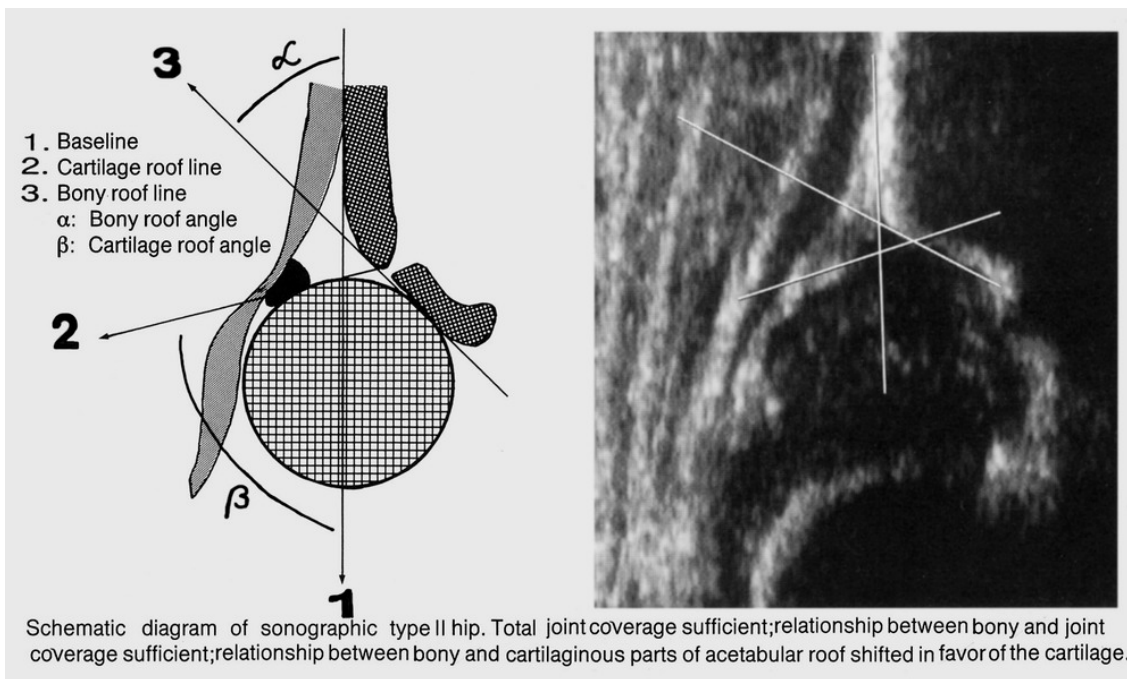 3
α
1. Baseline
2. Cartilage roof line
3. Bony roof line
α: Bony roof angle
β: Cartilage roof angle
2
β
1
Schematic diagram of sonographic type II hip. Total joint coverage sufficient;relationship between bony and joint
coverage sufficient;relationship between bony and cartilaginous parts of acetabular roof shifted in favor of the cartilage.